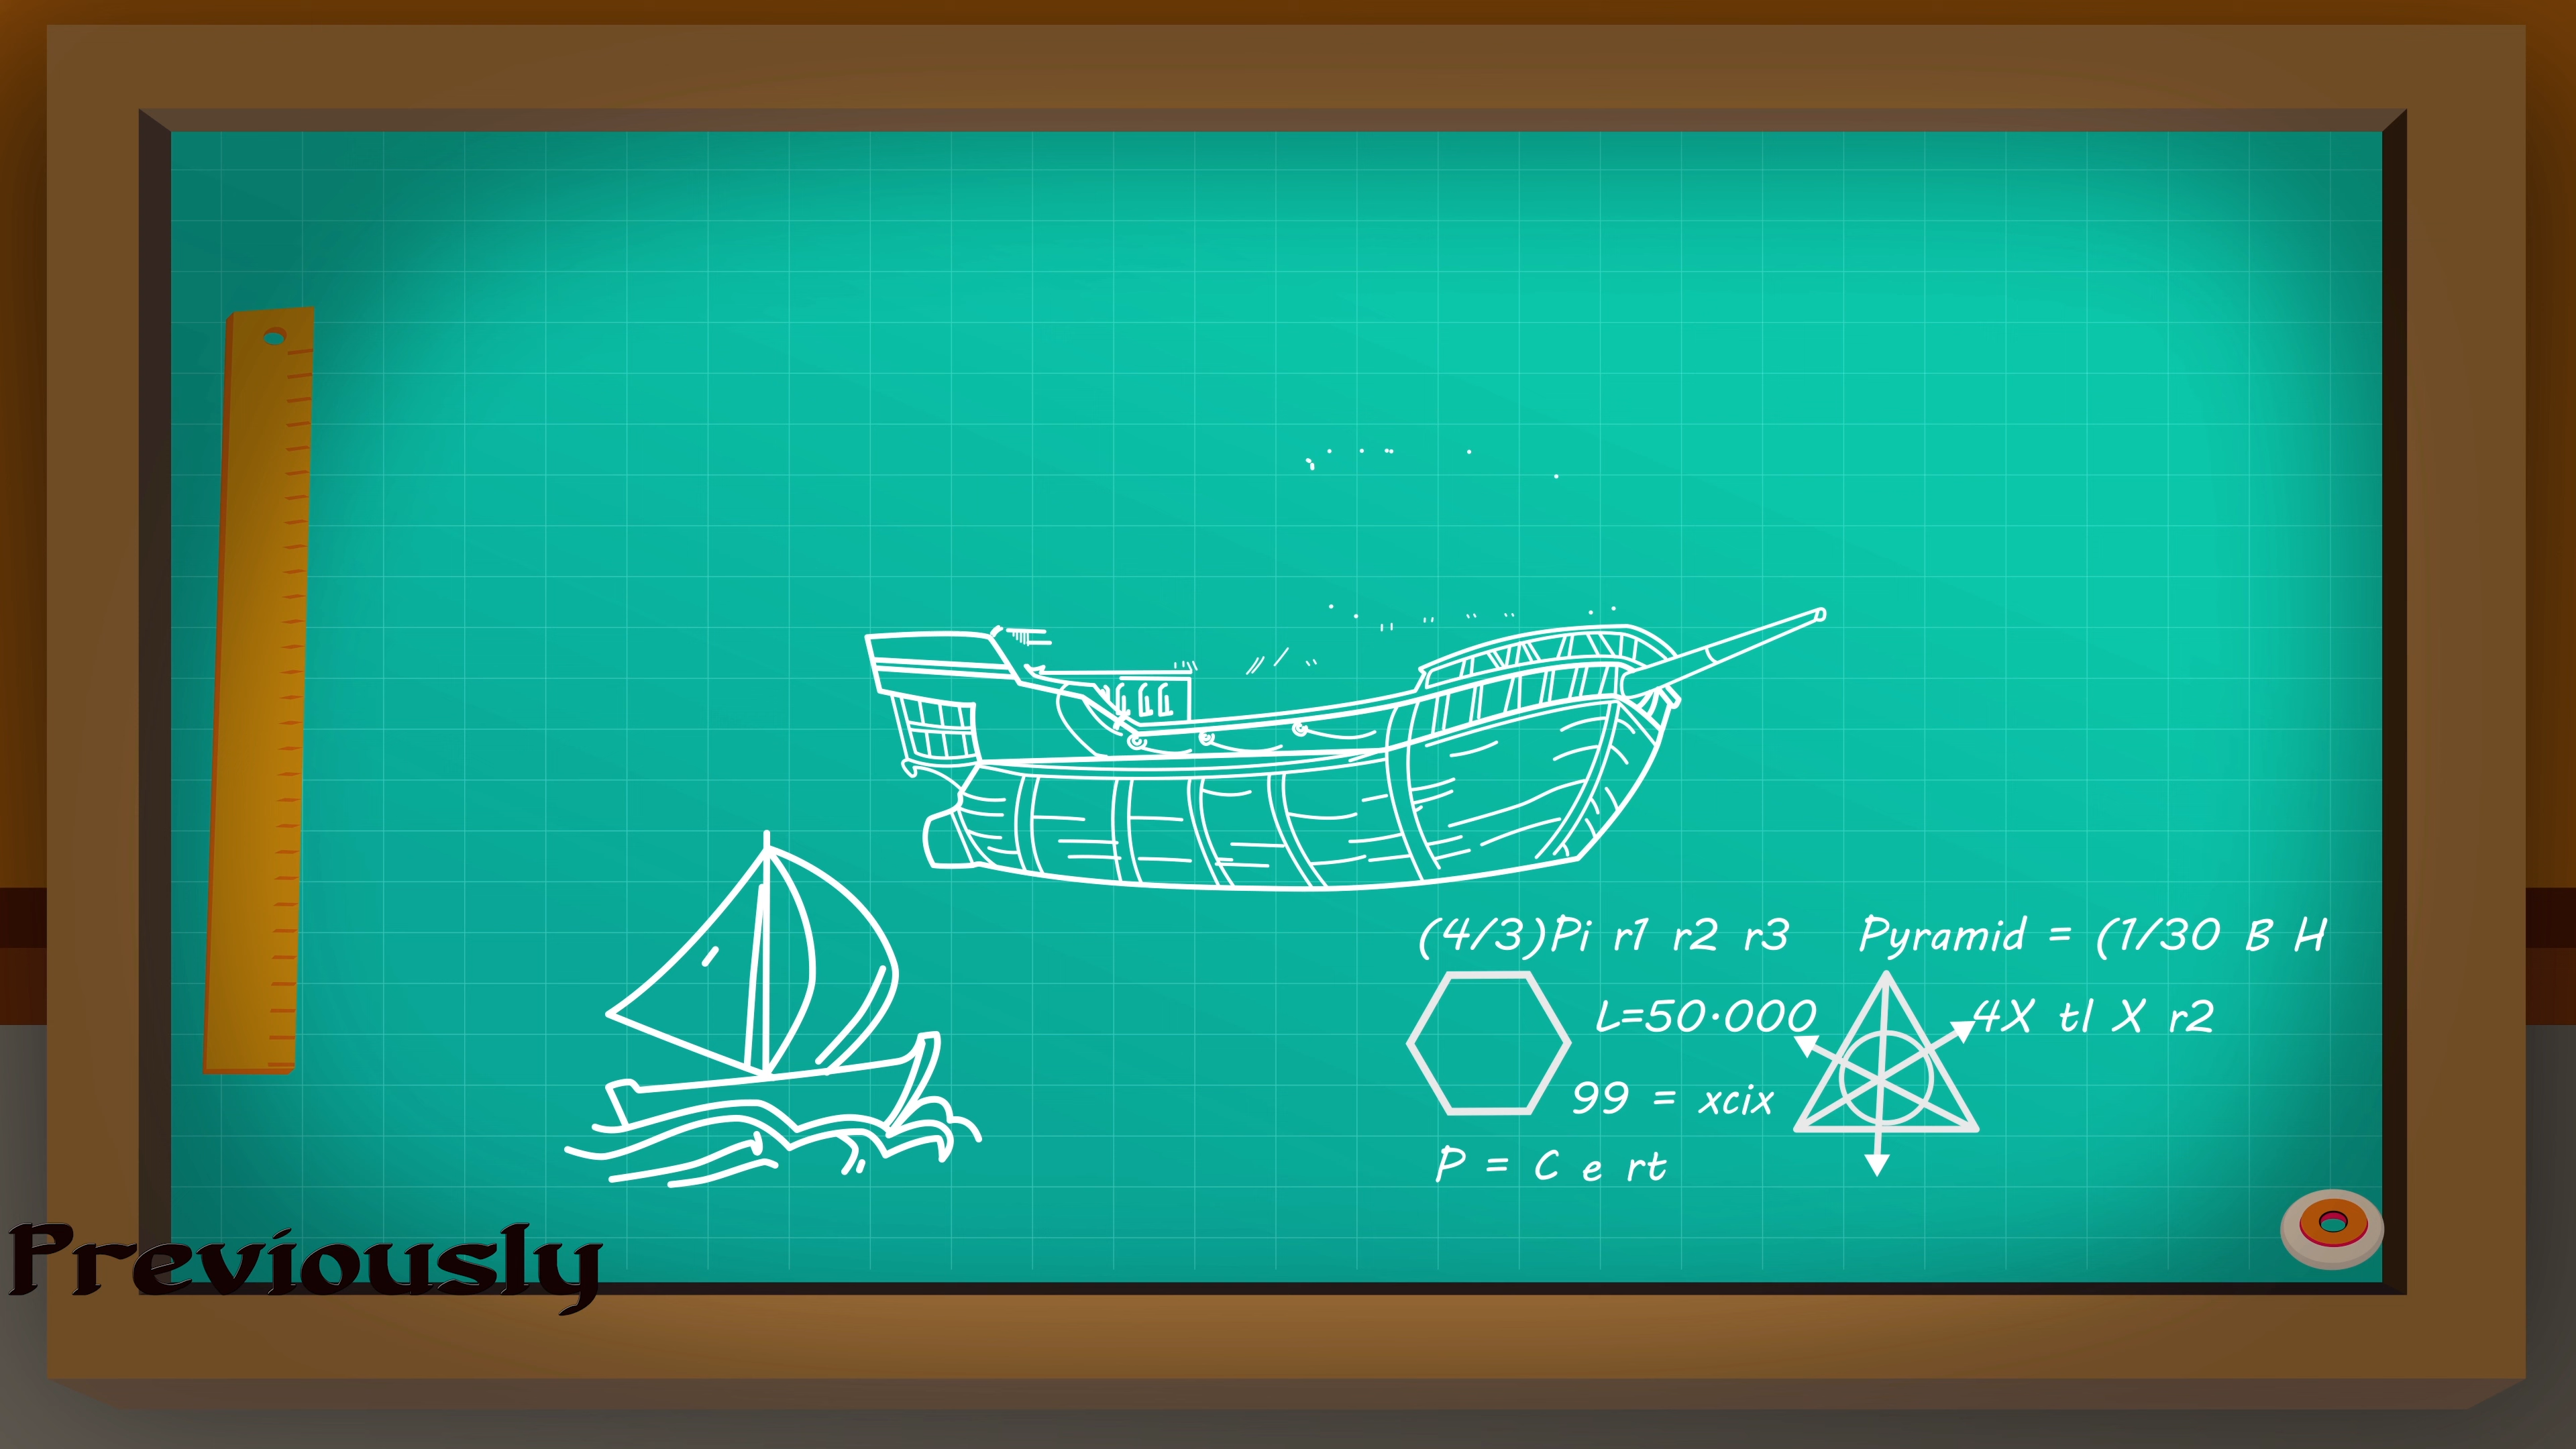 (4/3)Pi r1 r2 r3 Pyramid = (1/30 B H
L=50·000 4X tl X r2
99 = xcix
P = C e rt
Previously